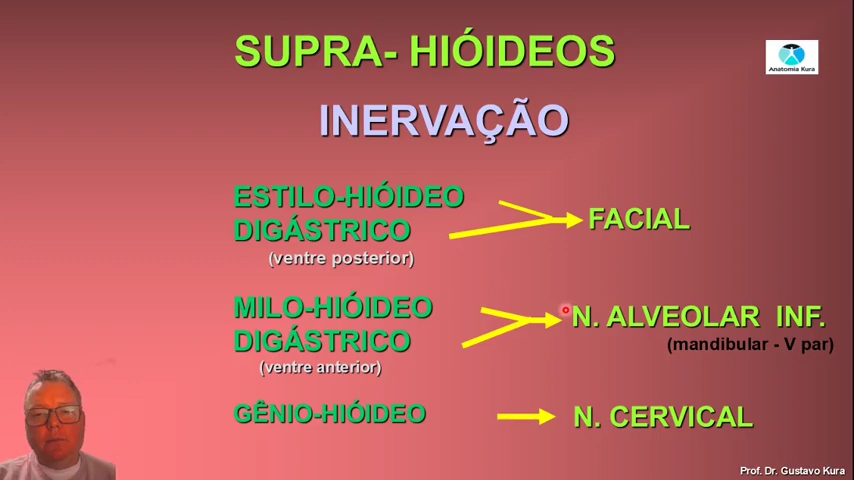 SUPRA- HIÓIDEOS
Anatomia Kura
INERVAÇÃO
ESTILO-HIÓIDEO
DIGÁSTRICO
(ventre posterior)
FACIAL
MILO-HIÓIDEO
DIGÁSTRICO
(ventre anterior)
N. ALVEOLAR INF.
(mandibular - V par)
GÊNIO-HIÓIDEO
N. CERVICAL
Prof. Dr. Gustavo Kura